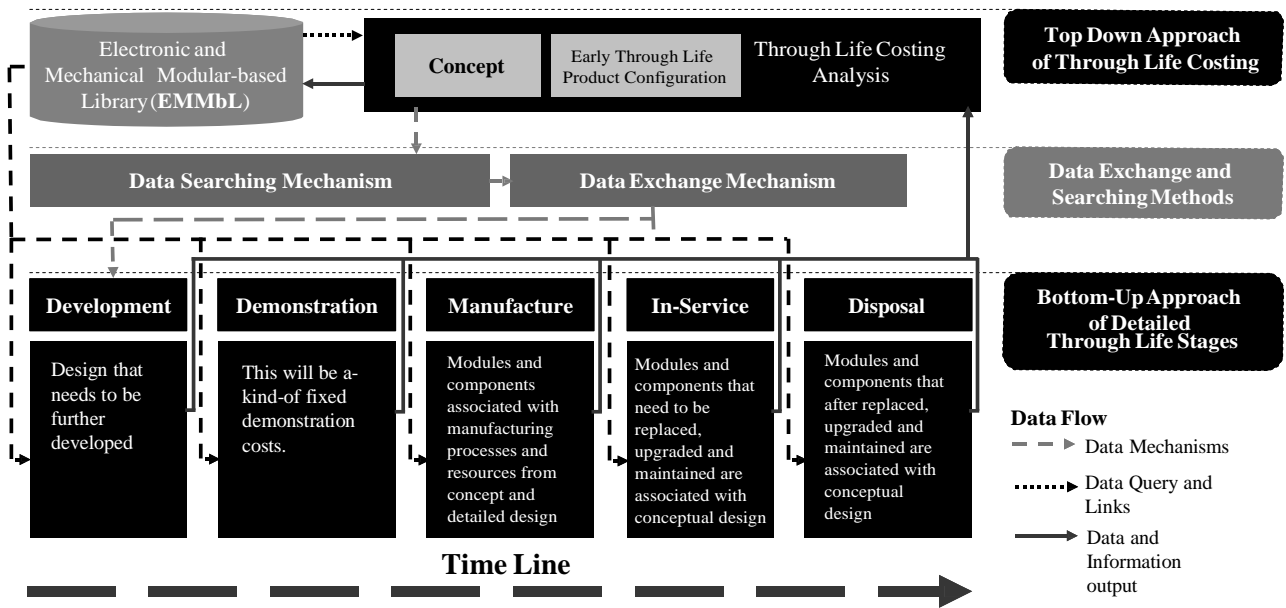 Electronic and
Mechanical Modular-based
Library (EMMbL)
Concept
Early Through Life
Product Configuration
Through Life Costing
Analysis
Top Down Approach
of Through Life Costing
Data Searching Mechanism
Data Exchange Mechanism
Data Exchange and
Searching Methods
Development
Demonstration
Manufacture
In-Service
Disposal
Bottom-Up Approach
of Detailed
Through Life Stages
Design that
needs to be
further
developed
This will be a-
kind-of fixed
demonstration
costs.
Modules and
components
associated with
manufacturing
processes and
resources from
concept and
detailed design
Modules and
components that
need to be
replaced,
upgraded and
maintained are
associated with
conceptual design
Modules and
components that
after replaced,
upgraded and
maintained are
associated with
conceptual
design
Data Flow
Data Mechanisms
Data Query and
Links
Data and
Information
output
Time Line